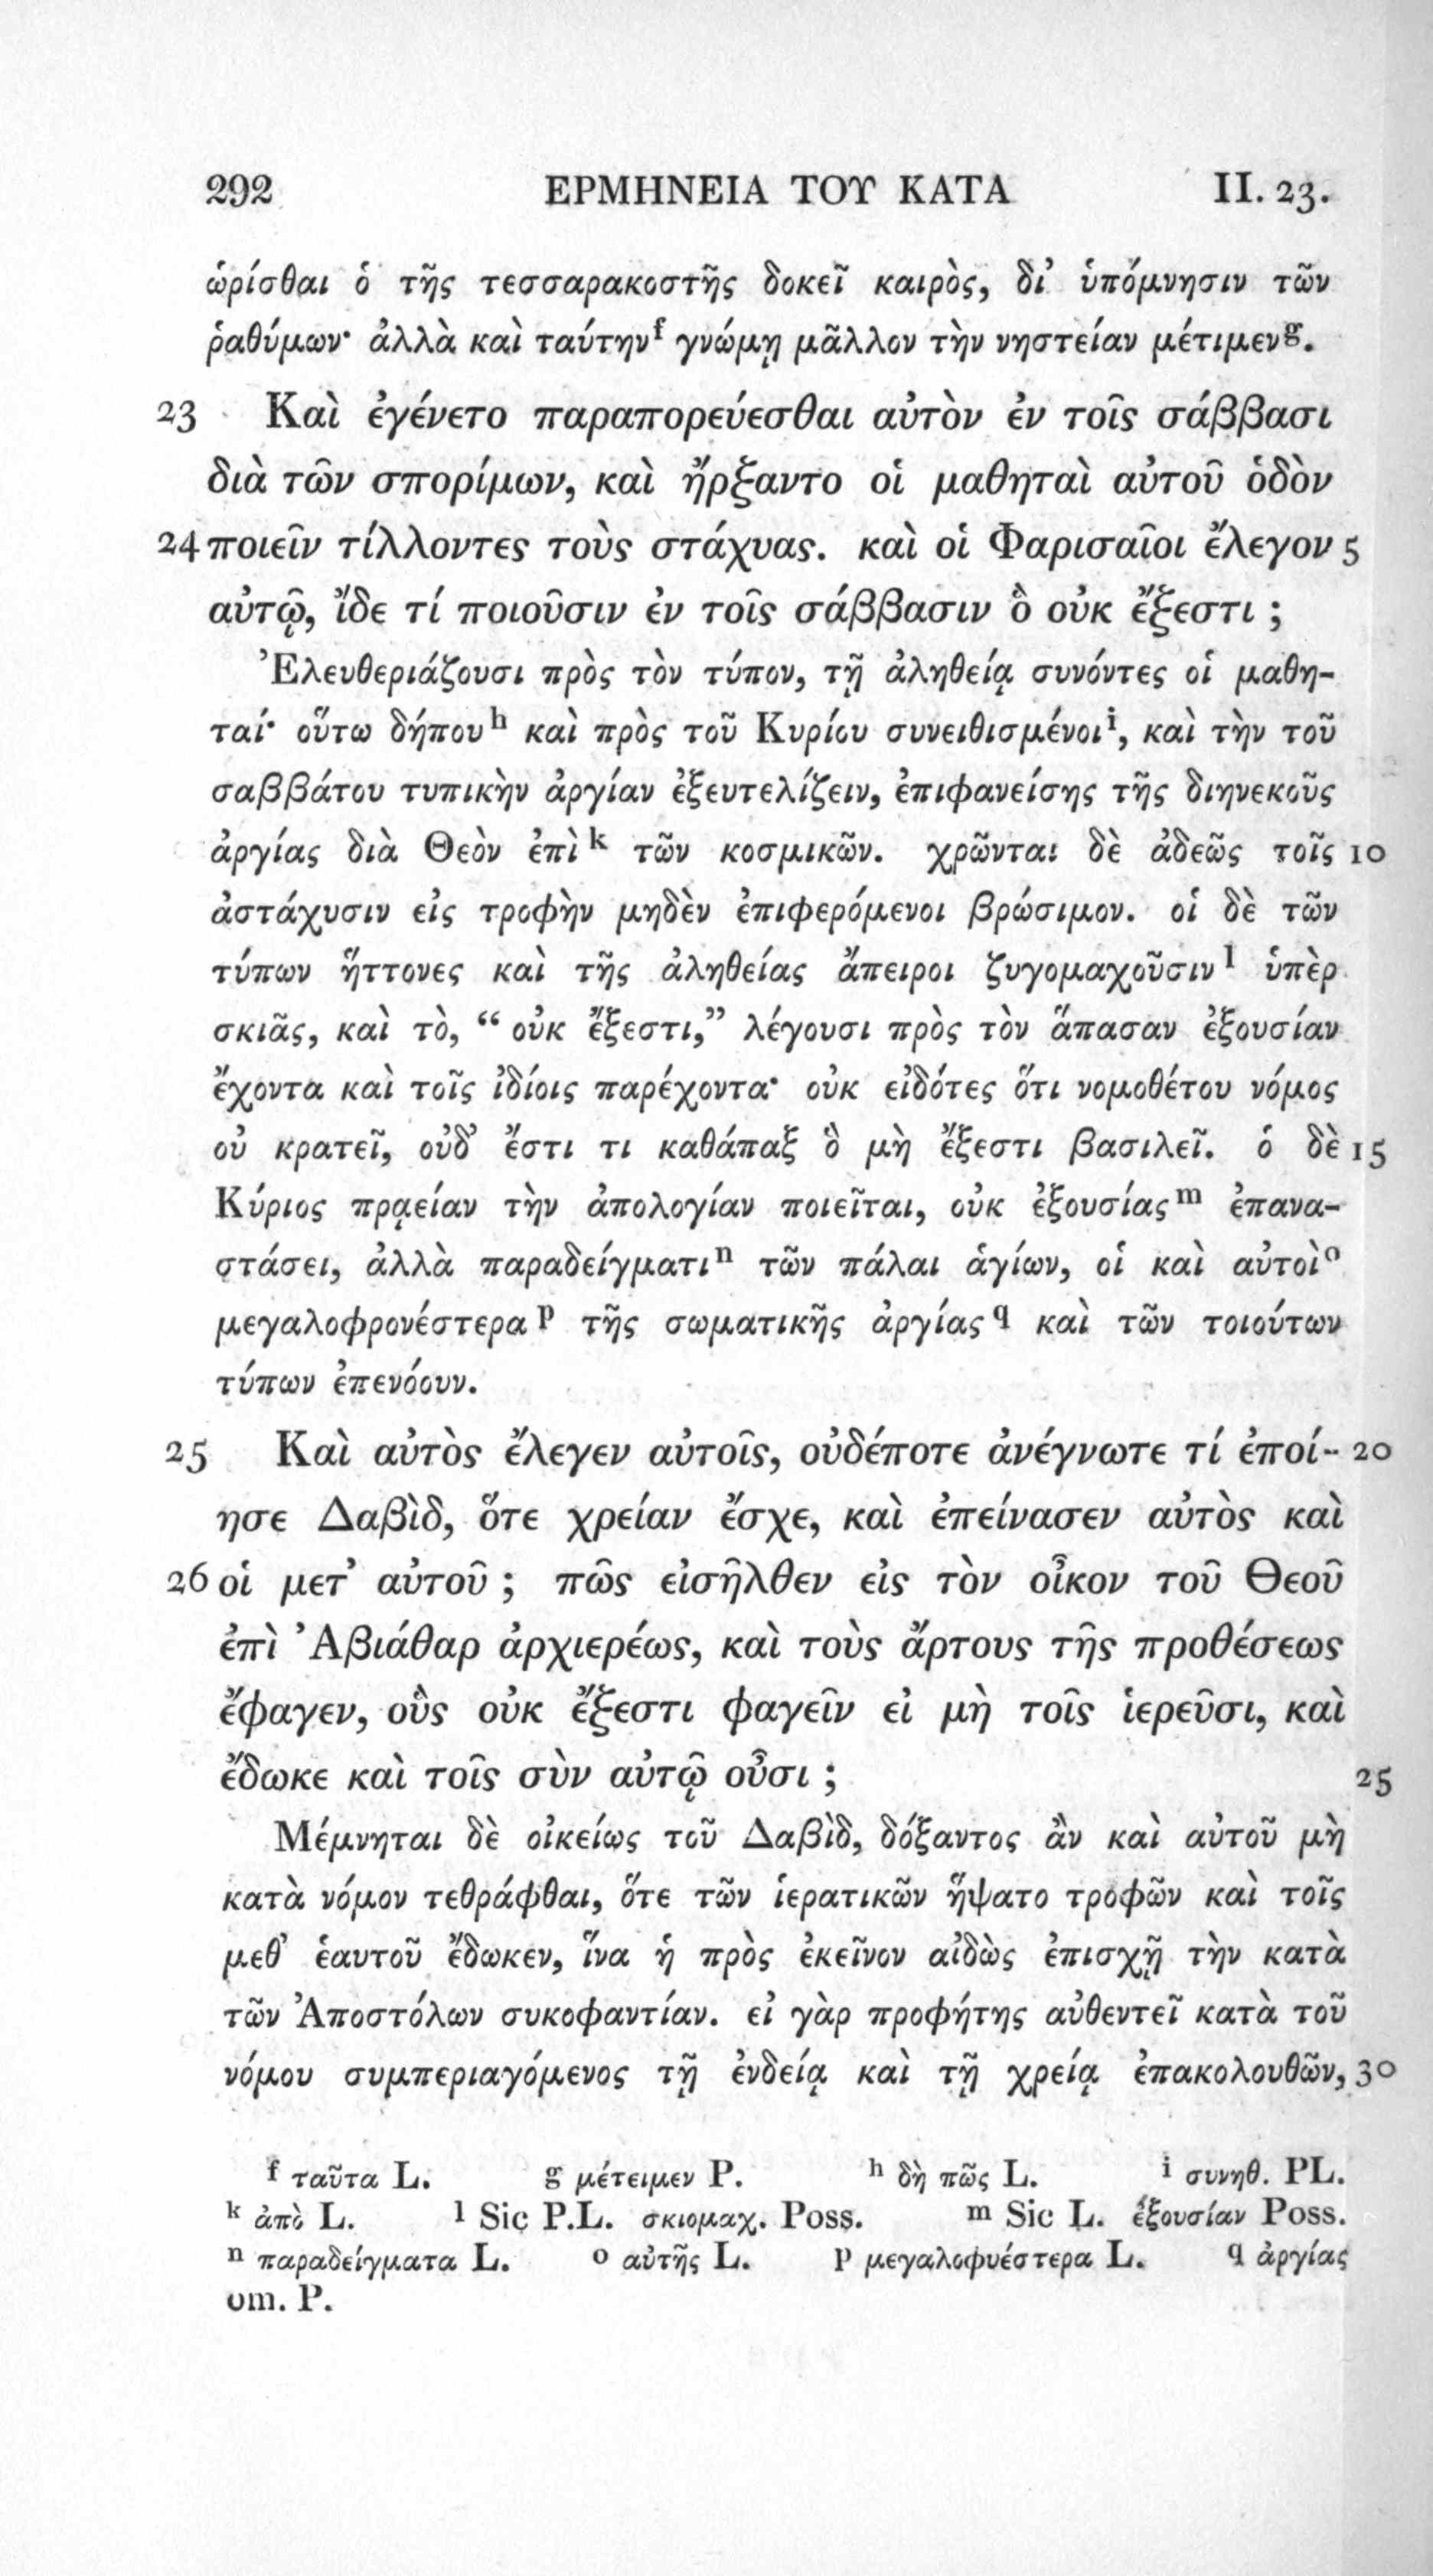 292 ΕΡΜΗΝΕΙΑ ΤΟΥ ΚΑΤΑ II. 23.
ὡρίσθαι ὁ τῆς τεσσαρακοστῆς δοκεῖ καιρὸς, δι’ ὑπόμνησιν τῶν
ῥαθύμων· ἀλλὰ καὶ ταύτην f γνώμῃ μᾶλλον τὴν νηστείαν μέτιμεν g.
23 Καὶ ἐγένετο παραπορεύεσθαι αὐτὸν ἐν τοῖς σάββασι
διὰ τῶν σπορίμων, καὶ ἤρξαντο οἱ μαθηταὶ αὐτοῦ ὁδὸν
24 ποιεῖν τίλλοντες τοὺς στάχυας. καὶ οἱ Φαρισαῖοι ἔλεγον 5
αὐτῷ, ἴδε τί ποιοῦσιν ἐν τοῖς σάββασιν ὃ οὐκ ἔξεστι ;
Ἐλευθεριάζουσι πρὸς τὸν τύπον, τῇ ἀληθείᾳ συνόντες οἱ μαθη-
ταί· οὕτω δήπου h καὶ πρὸς τοῦ Κυρίου συνειθισμένοι i, καὶ τὴν τοῦ
σαββάτου τυπικὴν ἀργίαν ἐξευτελίζειν, ἐπιφανείσης τῆς διηνεκοῦς
ἀργίας διὰ Θεὸν ἐπὶ k τῶν κοσμικῶν. χρῶνται δὲ ἀδεῶς τοῖς 10
ἀστάχυσιν εἰς τροφὴν μηδὲν ἐπιφερόμενοι βρώσιμον. οἱ δὲ τῶν
τύπων ἥττονες καὶ τῆς ἀληθείας ἄπειροι ζυγομαχοῦσιν l ὑπὲρ
σκιᾶς, καὶ τὸ, “ οὐκ ἔξεστι,” λέγουσι πρὸς τὸν ἅπασαν ἐξουσίαν
ἔχοντα καὶ τοῖς ἰδίοις παρέχοντα· οὐκ εἰδότες ὅτι νομοθέτου νόμος
οὐ κρατεῖ, οὐδ’ ἔστι τι καθάπαξ ὃ μὴ ἔξεστι βασιλεῖ. ὁ δὲ 15
Κύριος πρᾳείαν τὴν ἀπολογίαν ποιεῖται, οὐκ ἐξουσίας m ἐπανα-
στάσει, ἀλλὰ παραδείγματι n τῶν πάλαι ἁγίων, οἱ καὶ αὐτοὶ o
μεγαλοφρονέστερα p τῆς σωματικῆς ἀργίας q καὶ τῶν τοιούτων
τύπων ἐπενόουν.
25 Καὶ αὐτὸς ἔλεγεν αὐτοῖς, οὐδέποτε ἀνέγνωτε τί ἐποί- 20
ησε Δαβὶδ, ὅτε χρείαν ἔσχε, καὶ ἐπείνασεν αὐτὸς καὶ
26 οἱ μετ’ αὐτοῦ ; πῶς εἰσῆλθεν εἰς τὸν οἶκον τοῦ Θεοῦ
ἐπὶ Ἀβιάθαρ ἀρχιερέως, καὶ τοὺς ἄρτους τῆς προθέσεως
ἔφαγεν, οὓς οὐκ ἔξεστι φαγεῖν εἰ μὴ τοῖς ἱερεῦσι, καὶ
ἔδωκε καὶ τοῖς σὺν αὐτῷ οὖσι ; 25
Μέμνηται δὲ οἰκείως τοῦ Δαβὶδ, δόξαντος ἂν καὶ αὐτοῦ μὴ
κατὰ νόμον τεθράφθαι, ὅτε τῶν ἱερατικῶν ἥψατο τροφῶν καὶ τοῖς
μεθ’ ἑαυτοῦ ἔδωκεν, ἵνα ἡ πρὸς ἐκεῖνον αἰδὼς ἐπισχῇ τὴν κατὰ
τῶν Ἀποστόλων συκοφαντίαν. εἰ γὰρ προφήτης αὐθεντεῖ κατὰ τοῦ
νόμου συμπεριαγόμενος τῇ ἐνδείᾳ καὶ τῇ χρείᾳ ἐπακολουθῶν, 30
f ταῦτα L. g μέτειμεν P. h δὴ πῶς L. i συνηθ. PL.
k ἀπὸ L. l Sic P.L. σκιομαχ. Poss. m Sic L. ἐξουσίαν Poss.
n παραδείγματα L. o αὐτῆς L. p μεγαλοφυέστερα L. q ἀργίας
om. P.